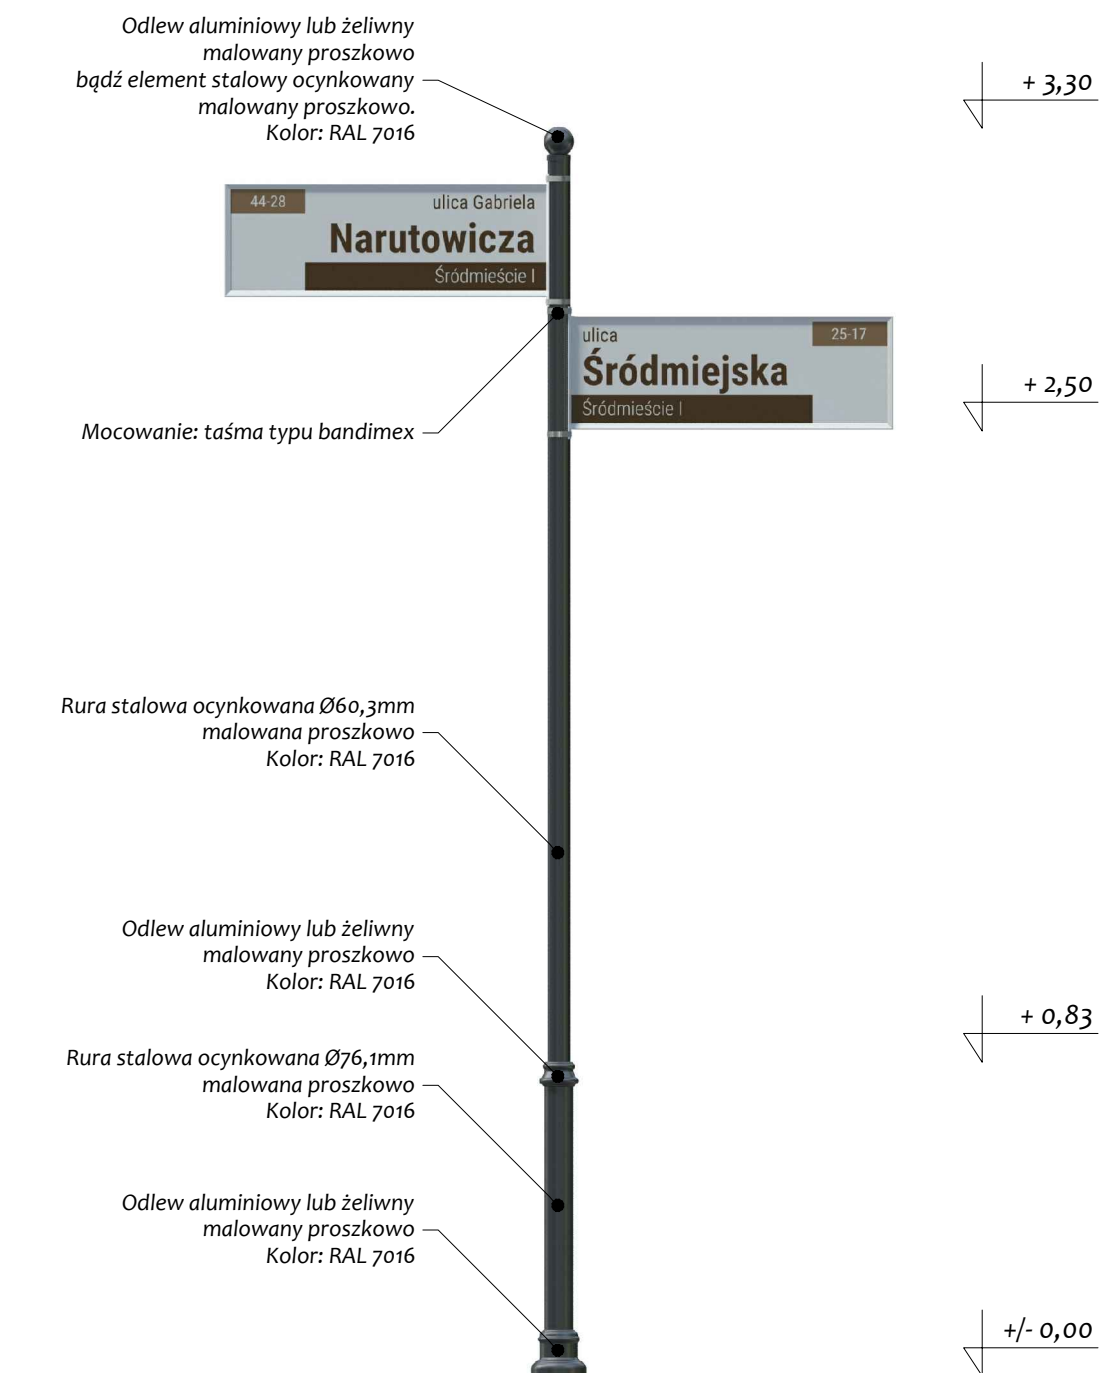 Odlew aluminiowy lub żeliwny
malowany proszkowo
bądź element stalowy ocynkowany
malowany proszkowo.
Kolor: RAL 7016
+ 3,30
44-28
ulica Gabriela
Narutowicza
Śródmieście I
ulica
25-17
Śródmiejska
Śródmieście I
+ 2,50
Mocowanie: taśma typu bandimex
Rura stalowa ocynkowana Ø60,3mm
malowana proszkowo
Kolor: RAL 7016
Odlew aluminiowy lub żeliwny
malowany proszkowo
Kolor: RAL 7016
+ 0,83
Rura stalowa ocynkowana Ø76,1mm
malowana proszkowo
Kolor: RAL 7016
Odlew aluminiowy lub żeliwny
malowany proszkowo
Kolor: RAL 7016
+/- 0,00